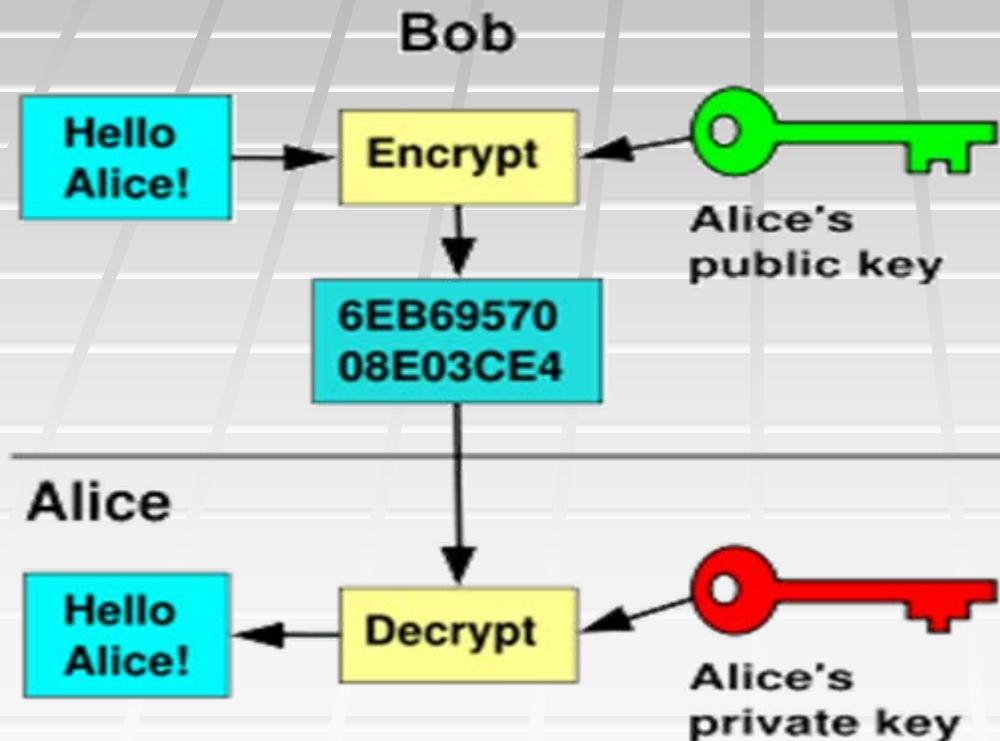 Bob
Hello
Alice!
Encrypt
Alice's
public key
6EB69570
08E03CE4
Alice
Hello
Alice!
Decrypt
Alice's
private key